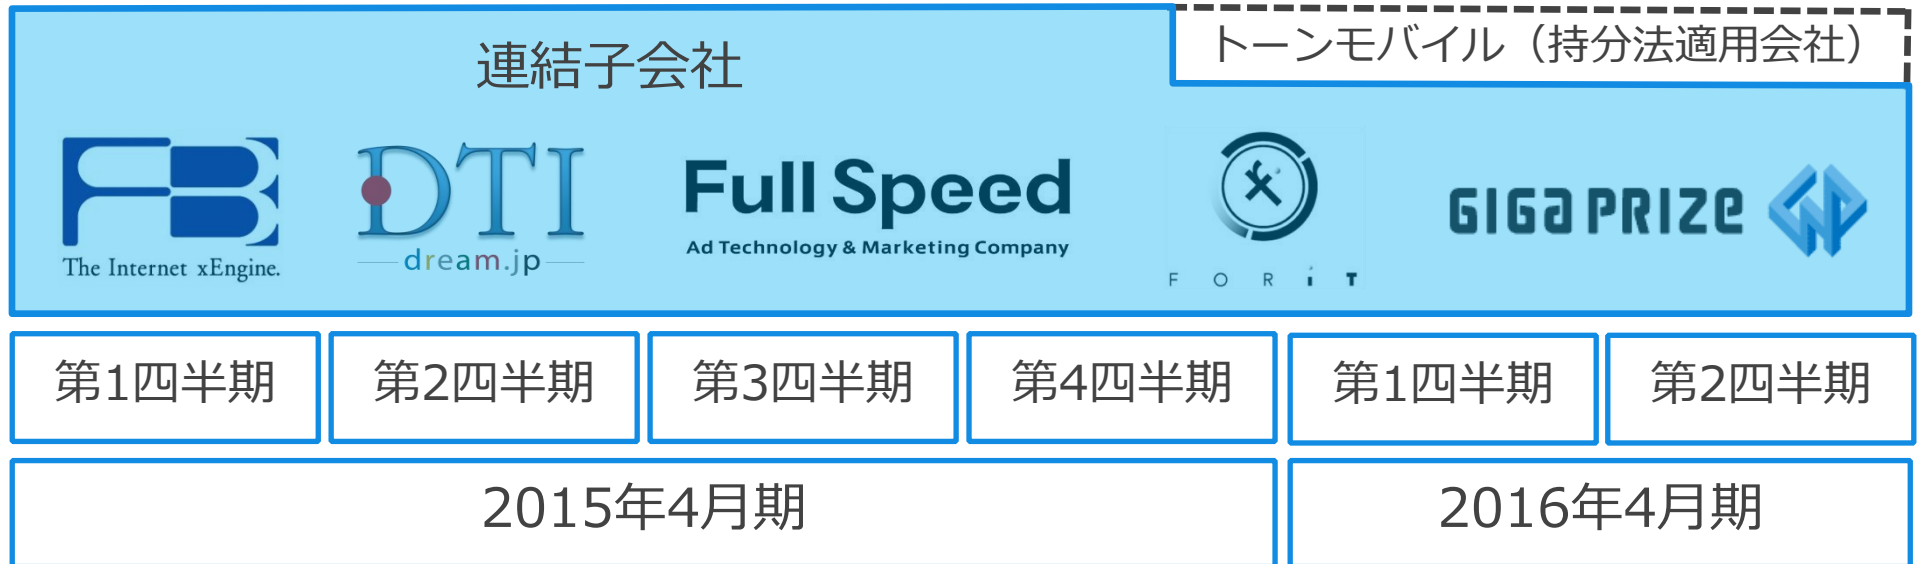 連結子会社
トーンモバイル（持分法適用会社）
FB
The Internet xEngine.
DTI
dream.jp
Full Speed
Ad Technology & Marketing Company
FORiT
GIGA PRIZE
第1四半期
第2四半期
第3四半期
第4四半期
第1四半期
第2四半期
2015年4月期
2016年4月期